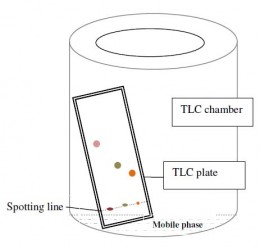 TLC chamber
TLC plate
Spotting line
Mobile phase